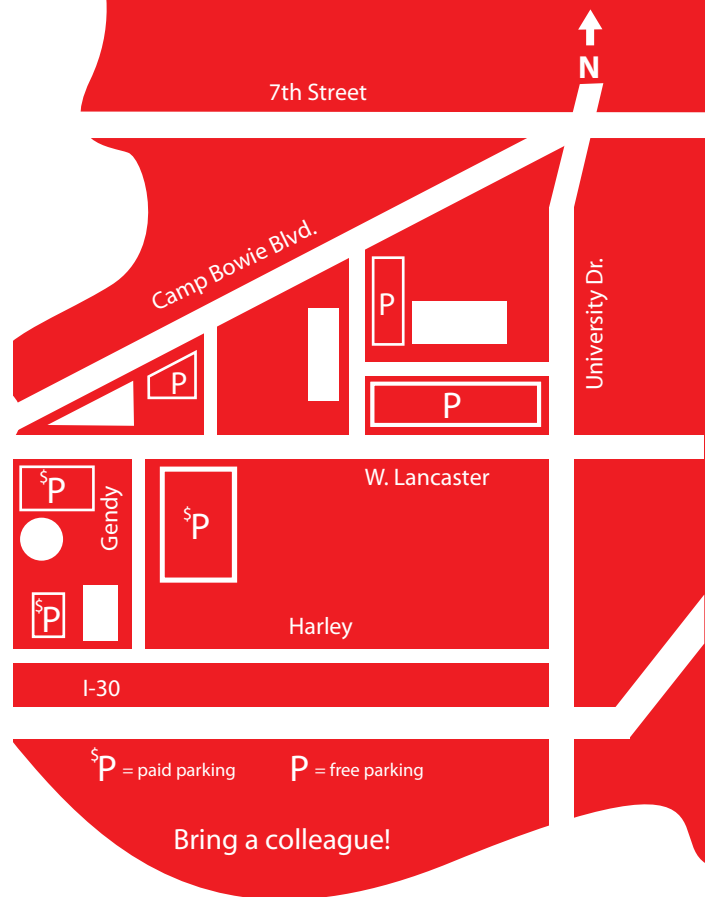 N
7th Street
Camp Bowie Blvd.
University Dr.
P
P
P
W. Lancaster
$P
Gendy
$P
$P
Harley
I-30
$P = paid parking
P = free parking
Bring a colleague!